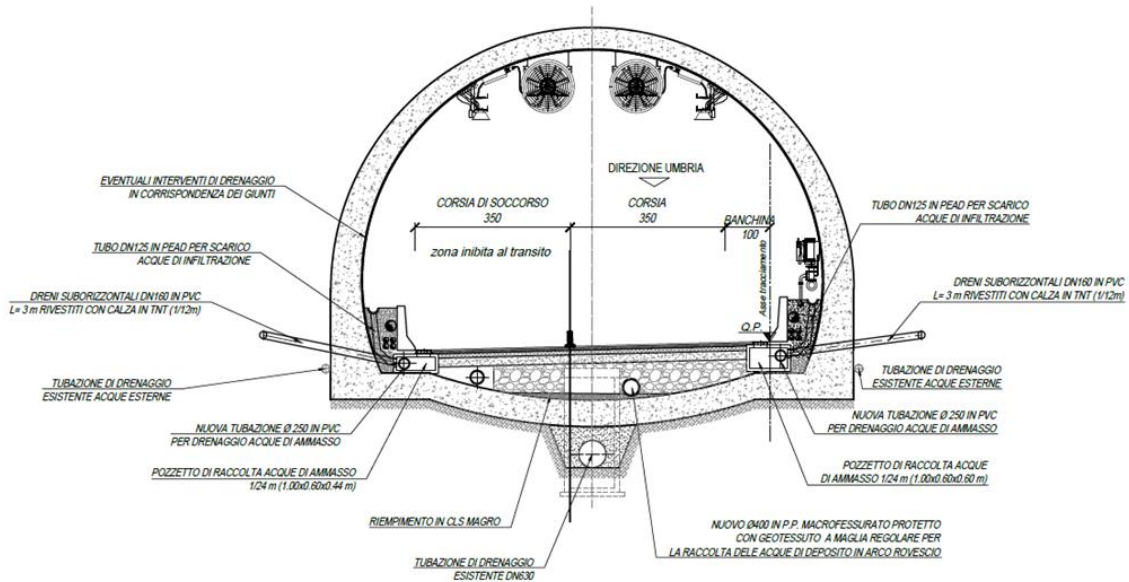 DIREZIONE UMBRIA
EVENTUALI INTERVENTI DI DRENAGGIO
IN CORRISPONDENZA DEI GIUNTI
CORSIA DI SOCCORSO
350
CORSIA
350
BANCHINA
100
zona inibita al transito
Asse tracciamento
Q.P.
TUBO DN125 IN PEAD PER SCARICO
ACQUE DI INFILTRAZIONE
TUBO DN125 IN PEAD PER SCARICO
ACQUE DI INFILTRAZIONE
DRENI SUBORIZZONTALI DN160 IN PVC
L= 3 m RIVESTITI CON CALZA IN TNT (1/12m)
DRENI SUBORIZZONTALI DN160 IN PVC
L= 3 m RIVESTITI CON CALZA IN TNT (1/12m)
TUBAZIONE DI DRENAGGIO
ESISTENTE ACQUE ESTERNE
TUBAZIONE DI DRENAGGIO
ESISTENTE ACQUE ESTERNE
NUOVA TUBAZIONE Ø 250 IN PVC
PER DRENAGGIO ACQUE DI AMMASSO
NUOVA TUBAZIONE Ø 250 IN PVC
PER DRENAGGIO ACQUE DI AMMASSO
POZZETTO DI RACCOLTA ACQUE DI AMMASSO
1/24 m (1.00x0.60x0.44 m)
POZZETTO DI RACCOLTA ACQUE
DI AMMASSO 1/24 m (1.00x0.60x0.60 m)
RIEMPIMENTO IN CLS MAGRO
NUOVO Ø400 IN P.P. MACROFESSURATO PROTETTO
CON GEOTESSUTO A MAGLIA REGOLARE PER
LA RACCOLTA DELE ACQUE DI DEPOSITO IN ARCO ROVESCIO
TUBAZIONE DI DRENAGGIO
ESISTENTE DN630